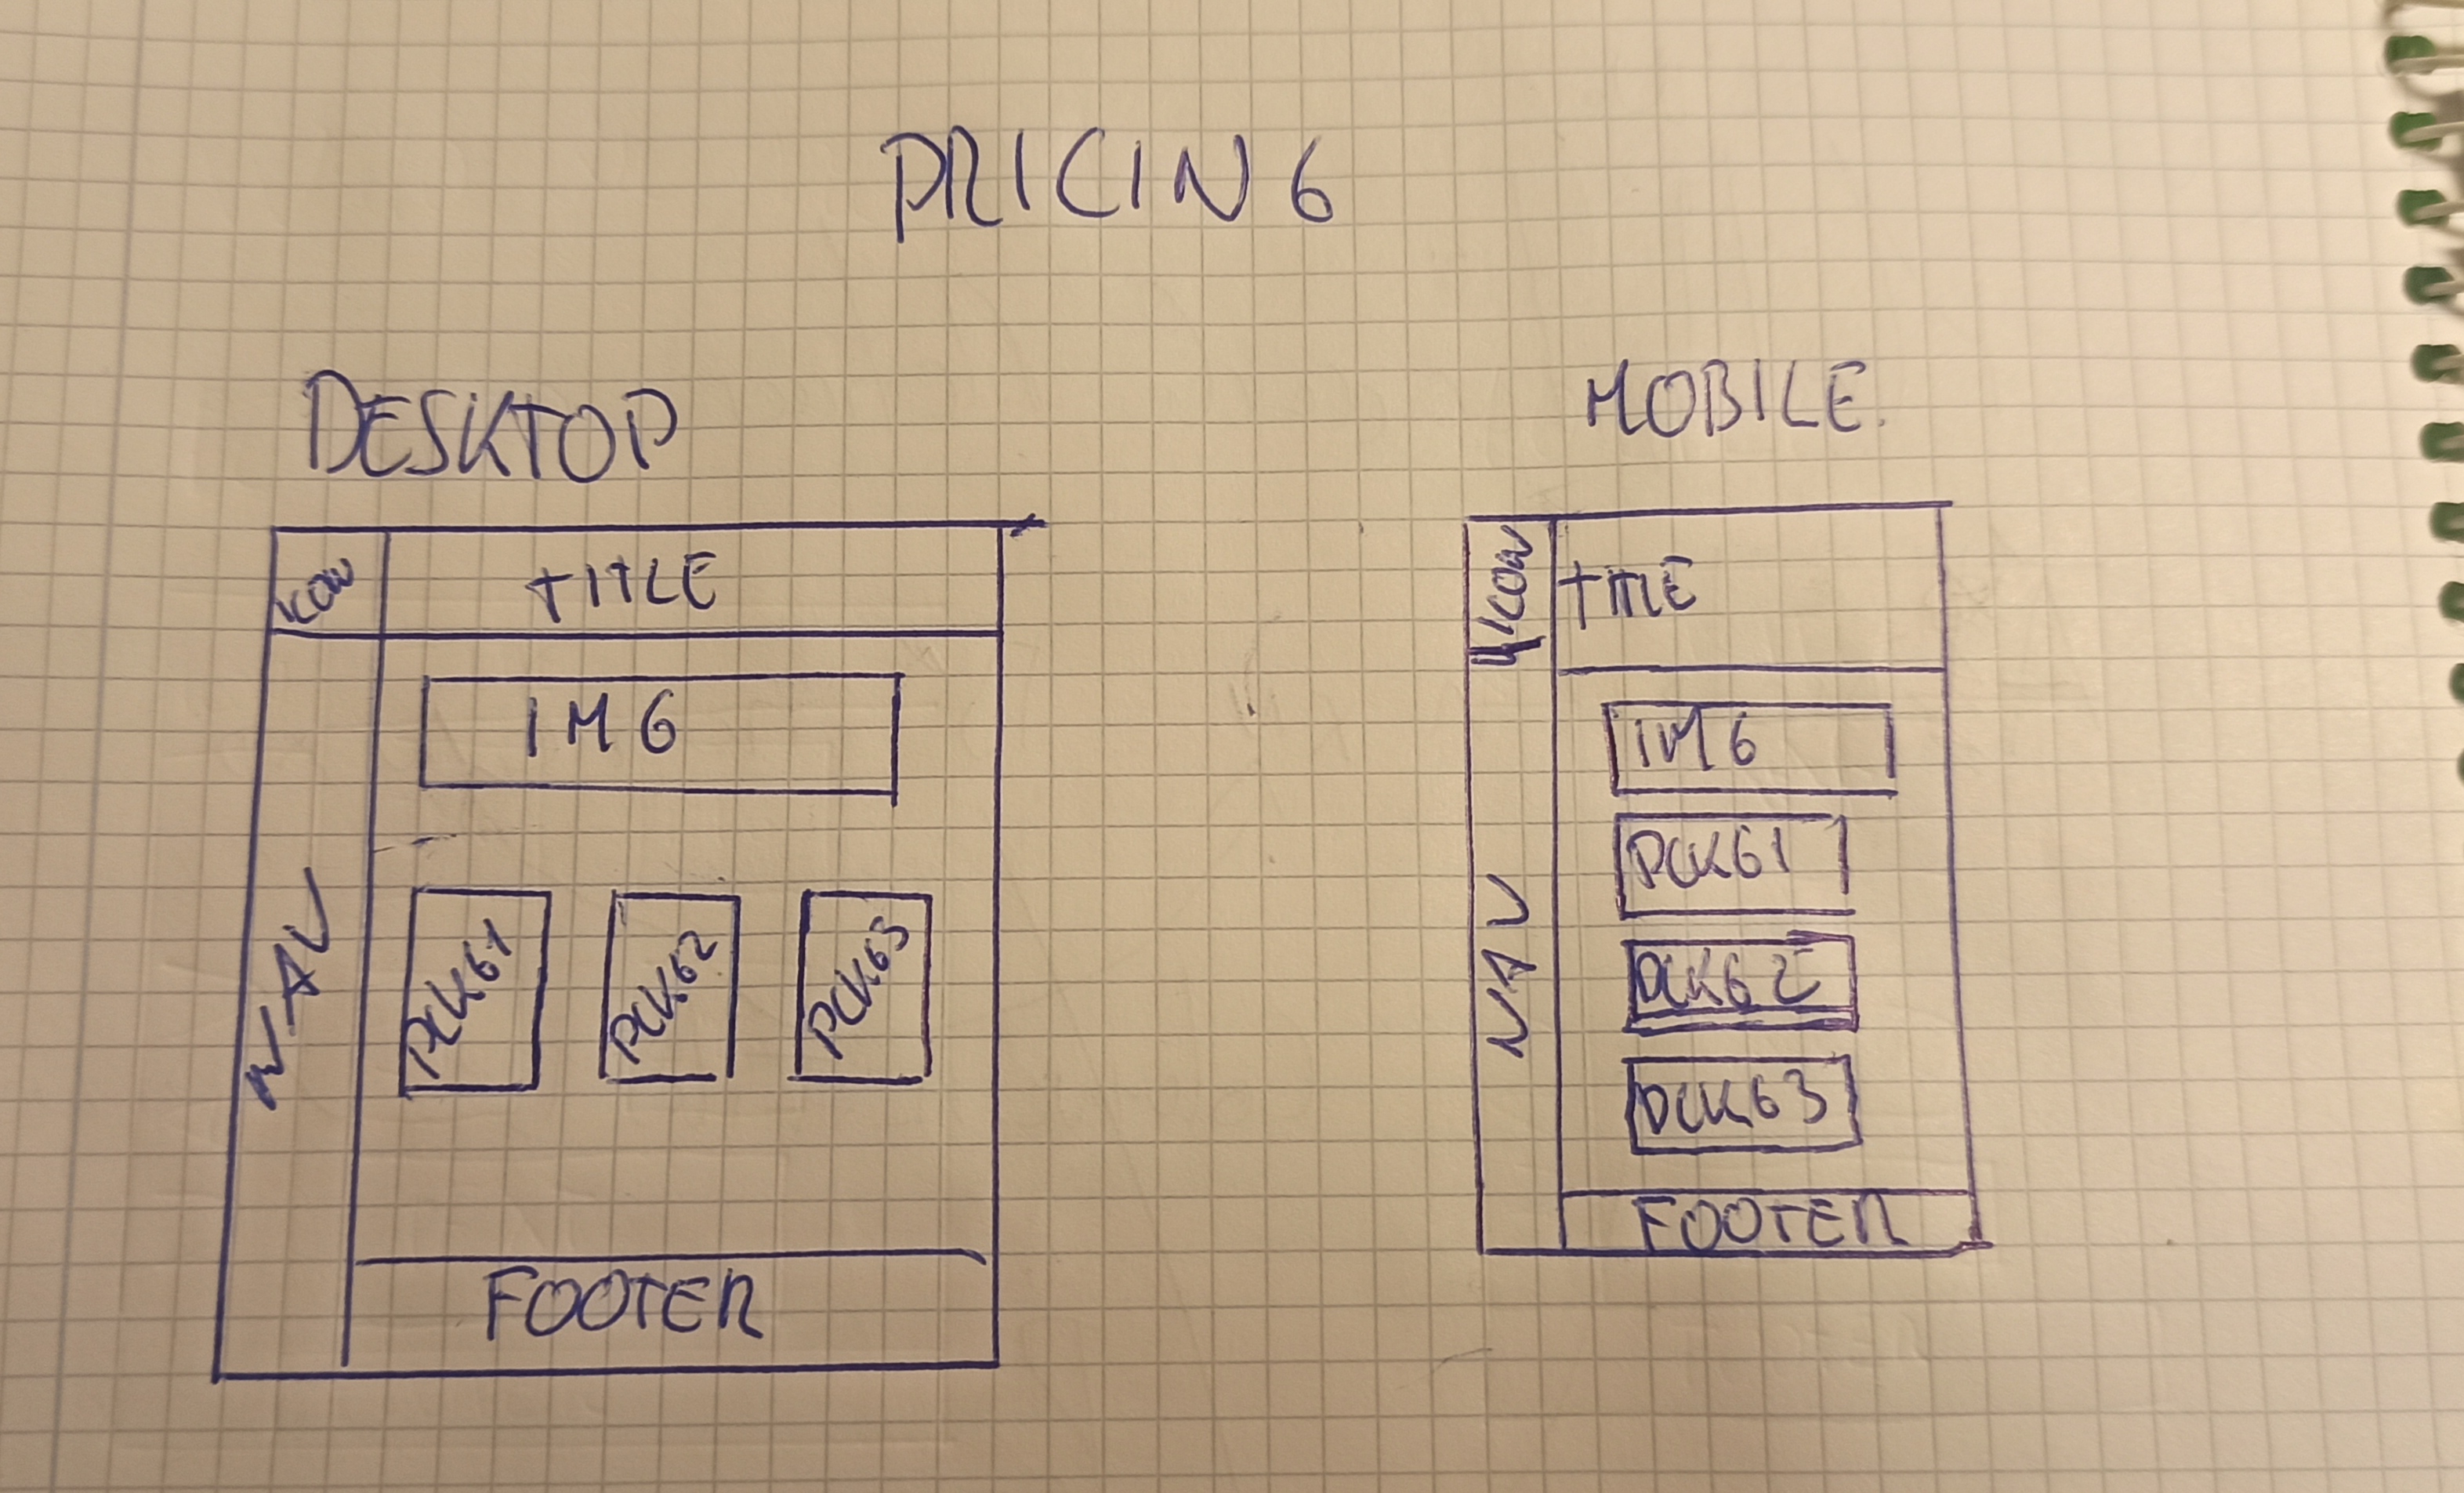 PRICING
DESKTOP
ICON
TITLE
IMG
NAV
PCKG1
PCKG2
PCKG3
FOOTER
MOBILE.
ICON
TITLE
IMG
PCKG1
NAV
PCKG2
PCKG3
FOOTER